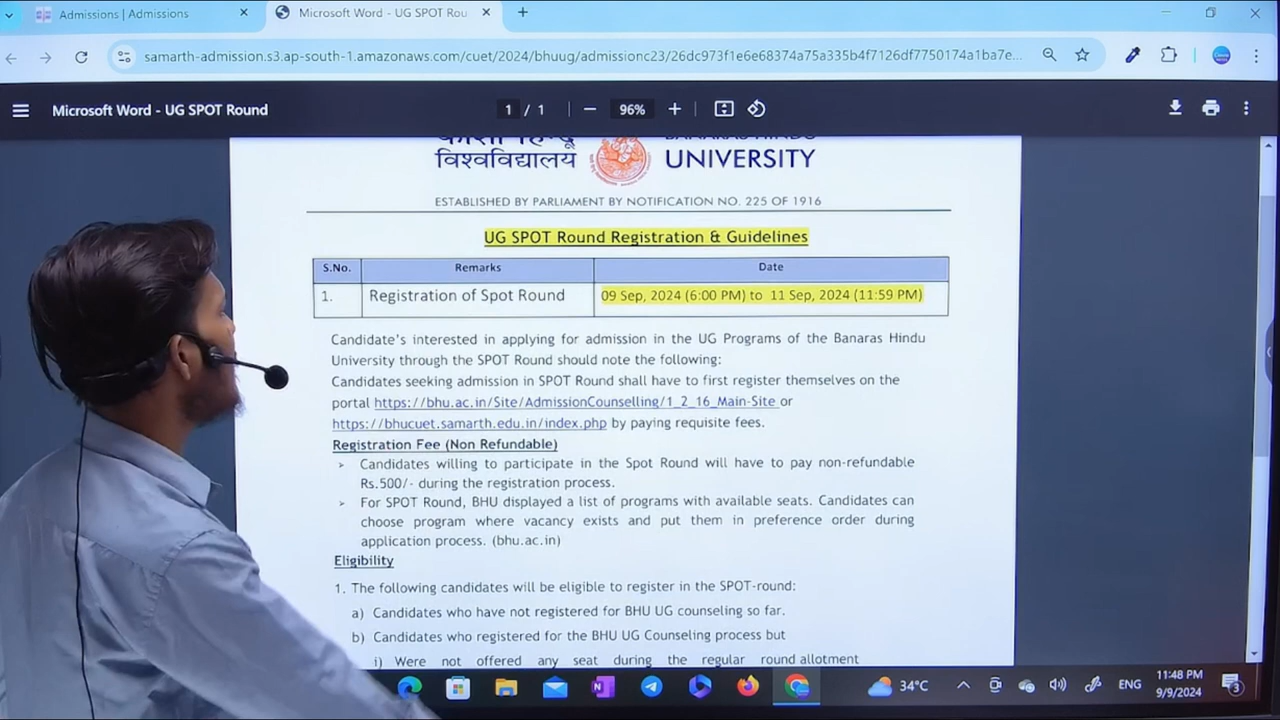 Admissions | Admissions
Microsoft Word - UG SPOT Rou
samarth-admission.s3.ap-south-1.amazonaws.com/cuet/2024/bhuug/admissionc23/26dc973f1e6e68374a75a335b4f7126df7750174a1ba7e...
Microsoft Word - UG SPOT Round
1 / 1
96%
काशी हिन्दू
विश्वविद्यालय
BANARAS HINDU
UNIVERSITY
ESTABLISHED BY PARLIAMENT BY NOTIFICATION NO. 225 OF 1916
UG SPOT Round Registration & Guidelines
S.No. Remarks Date
1. Registration of Spot Round 09 Sep, 2024 (6:00 PM) to 11 Sep, 2024 (11:59 PM)
Candidate's interested in applying for admission in the UG Programs of the Banaras Hindu
University through the SPOT Round should note the following:
Candidates seeking admission in SPOT Round shall have to first register themselves on the
portal https://bhu.ac.in/Site/AdmissionCounselling/1_2_16_Main-Site or
https://bhucuet.samarth.edu.in/index.php by paying requisite fees.
Registration Fee (Non Refundable)
➢ Candidates willing to participate in the Spot Round will have to pay non-refundable
Rs.500/- during the registration process.
➢ For SPOT Round, BHU displayed a list of programs with available seats. Candidates can
choose program where vacancy exists and put them in preference order during
application process. (bhu.ac.in)
Eligibility
1. The following candidates will be eligible to register in the SPOT-round:
a) Candidates who have not registered for BHU UG counseling so far.
b) Candidates who registered for the BHU UG Counseling process but
i) Were not offered any seat during the regular round allotment
34°C
ENG
11:48 PM
9/9/2024
3